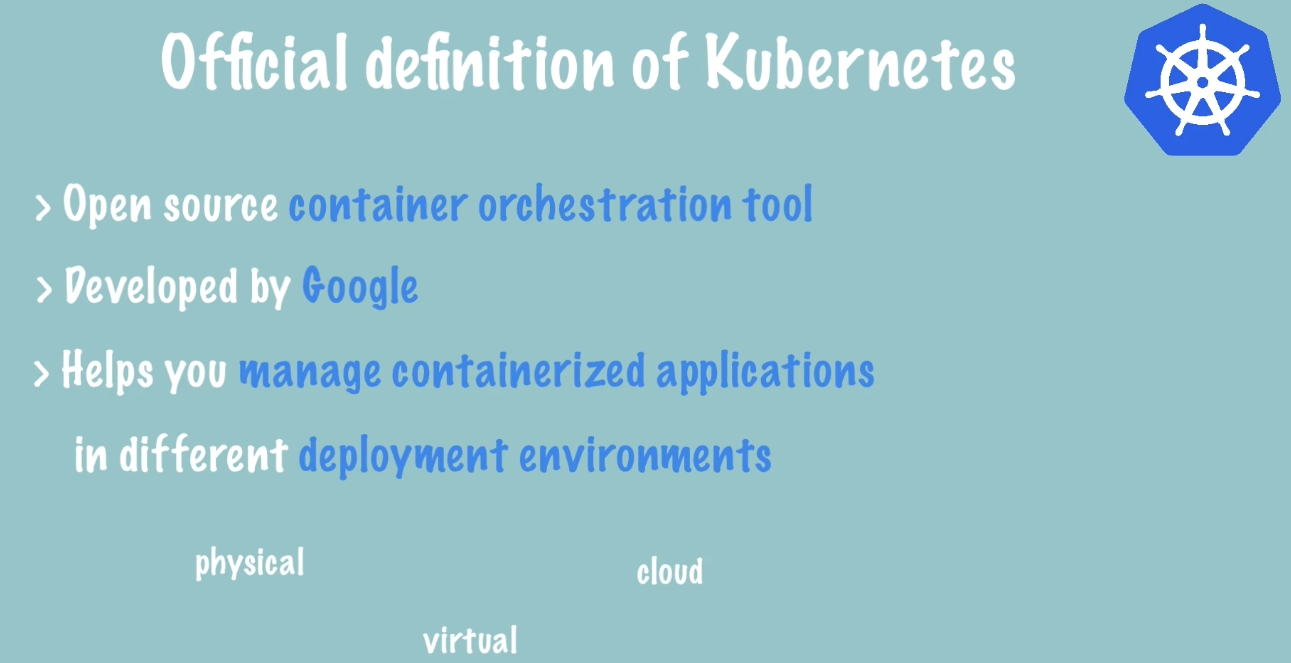 Official definition of Kubernetes
> Open source container orchestration tool
> Developed by Google
> Helps you manage containerized applications
in different deployment environments
physical
cloud
virtual